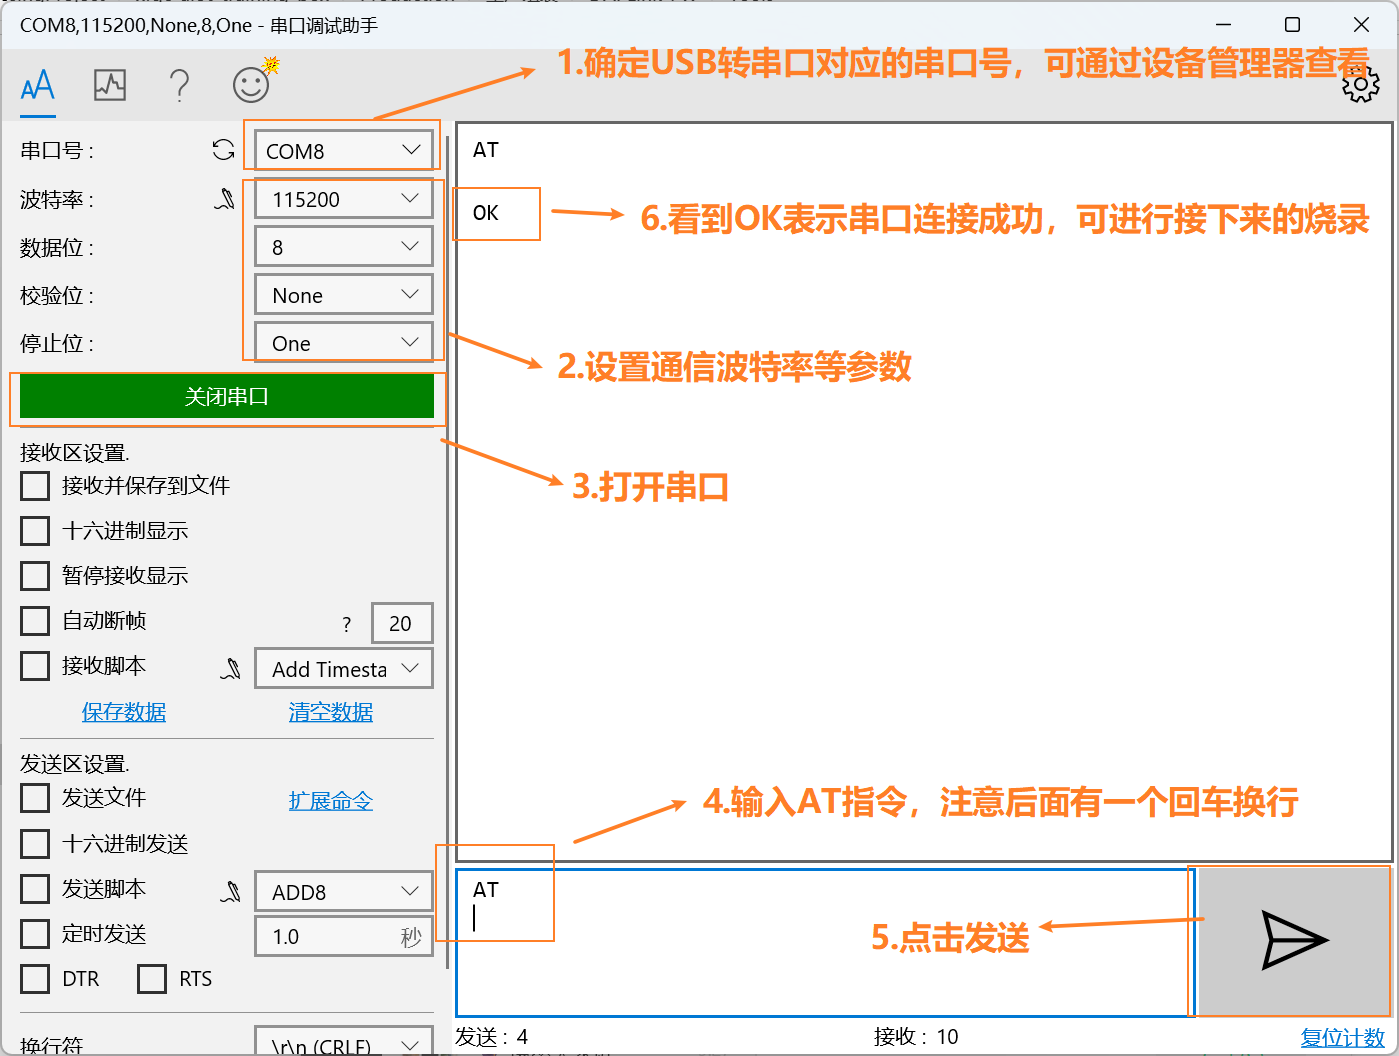 COM8,115200,None,8,One - 串口调试助手
1.确定USB转串口对应的串口号，可通过设备管理器查看
串口号 :
COM8
波特率 :
115200
数据位 :
8
校验位 :
None
停止位 :
One
关闭串口
接收区设置.
接收并保存到文件
十六进制显示
暂停接收显示
自动断帧
?
20
接收脚本
Add Timesta
保存数据
清空数据
发送区设置.
发送文件
扩展命令
十六进制发送
发送脚本
ADD8
定时发送
1.0
秒
DTR
RTS
换行符
\r\n (CRLF)
AT
OK
6.看到OK表示串口连接成功，可进行接下来的烧录
2.设置通信波特率等参数
3.打开串口
4.输入AT指令，注意后面有一个回车换行
AT
5.点击发送
发送 : 4
接收 : 10
复位计数